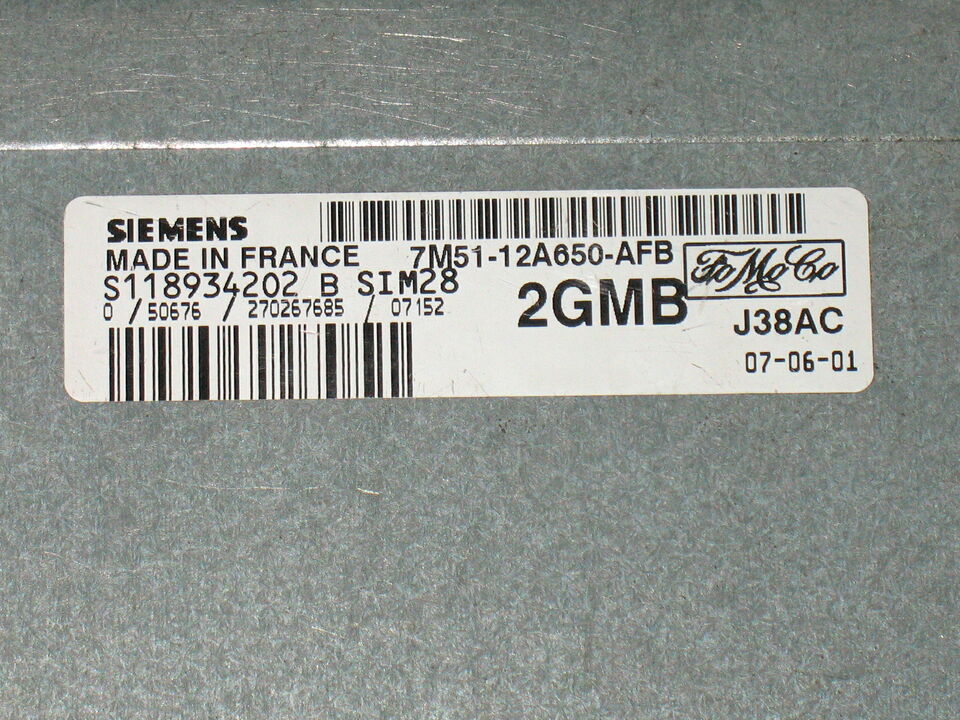 SIEMENS
MADE IN FRANCE 7M51-12A650-AFB
S118934202 B SIM28
0 / 50676 / 270267685 / 07152
2GMB
FoMoCo
J38AC
07-06-01